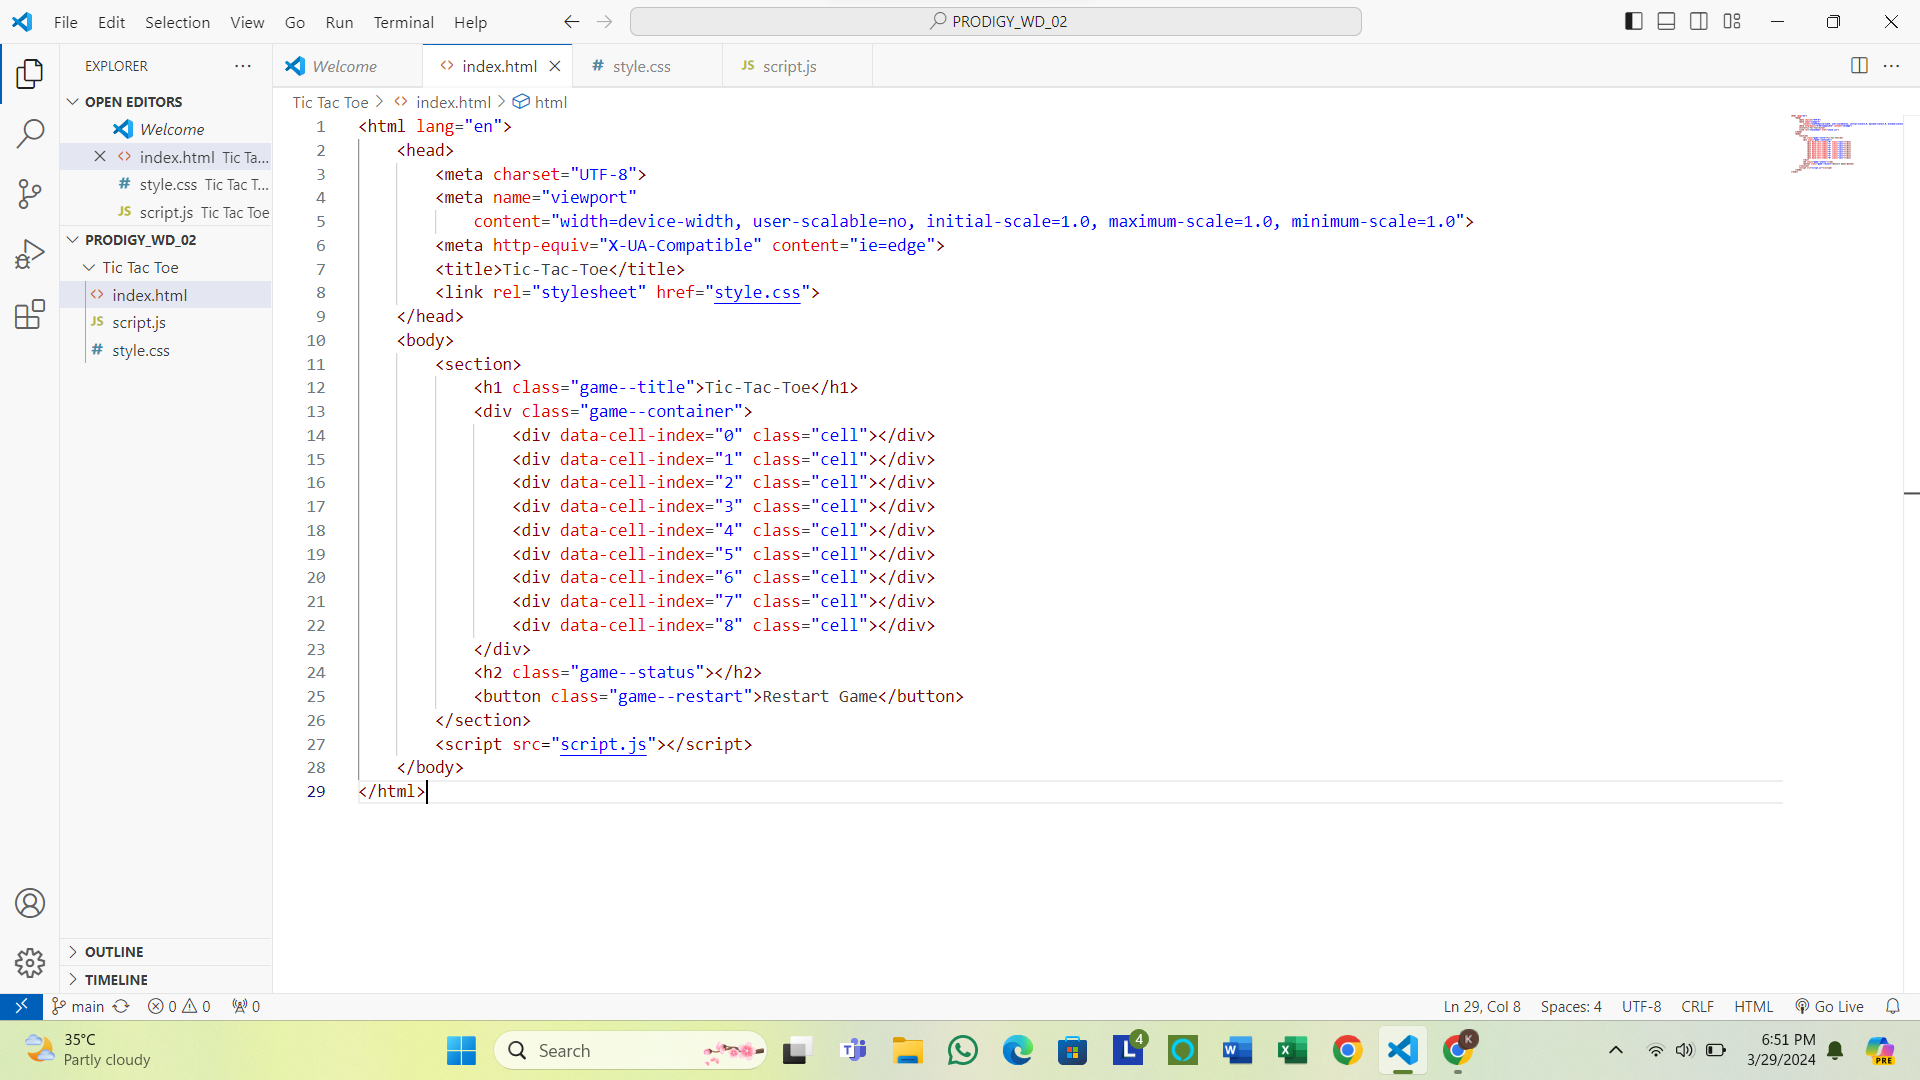 File Edit Selection View Go Run Terminal Help PRODIGY_WD_02
EXPLORER
OPEN EDITORS
Welcome
index.html Tic Ta...
style.css Tic Tac T...
JS script.js Tic Tac Toe
PRODIGY_WD_02
Tic Tac Toe
index.html
JS script.js
# style.css
OUTLINE
TIMELINE
Welcome index.html # style.css JS script.js
Tic Tac Toe > index.html > html
1 <html lang="en">
2 <head>
3 <meta charset="UTF-8">
4 <meta name="viewport"
5 content="width=device-width, user-scalable=no, initial-scale=1.0, maximum-scale=1.0, minimum-scale=1.0">
6 <meta http-equiv="X-UA-Compatible" content="ie=edge">
7 <title>Tic-Tac-Toe</title>
8 <link rel="stylesheet" href="style.css">
9 </head>
10 <body>
11 <section>
12 <h1 class="game--title">Tic-Tac-Toe</h1>
13 <div class="game--container">
14 <div data-cell-index="0" class="cell"></div>
15 <div data-cell-index="1" class="cell"></div>
16 <div data-cell-index="2" class="cell"></div>
17 <div data-cell-index="3" class="cell"></div>
18 <div data-cell-index="4" class="cell"></div>
19 <div data-cell-index="5" class="cell"></div>
20 <div data-cell-index="6" class="cell"></div>
21 <div data-cell-index="7" class="cell"></div>
22 <div data-cell-index="8" class="cell"></div>
23 </div>
24 <h2 class="game--status"></h2>
25 <button class="game--restart">Restart Game</button>
26 </section>
27 <script src="script.js"></script>
28 </body>
29 </html>
main 0 0 0 Ln 29, Col 8 Spaces: 4 UTF-8 CRLF HTML Go Live
35°C
Partly cloudy
Search
4
K
6:51 PM
3/29/2024
PRE